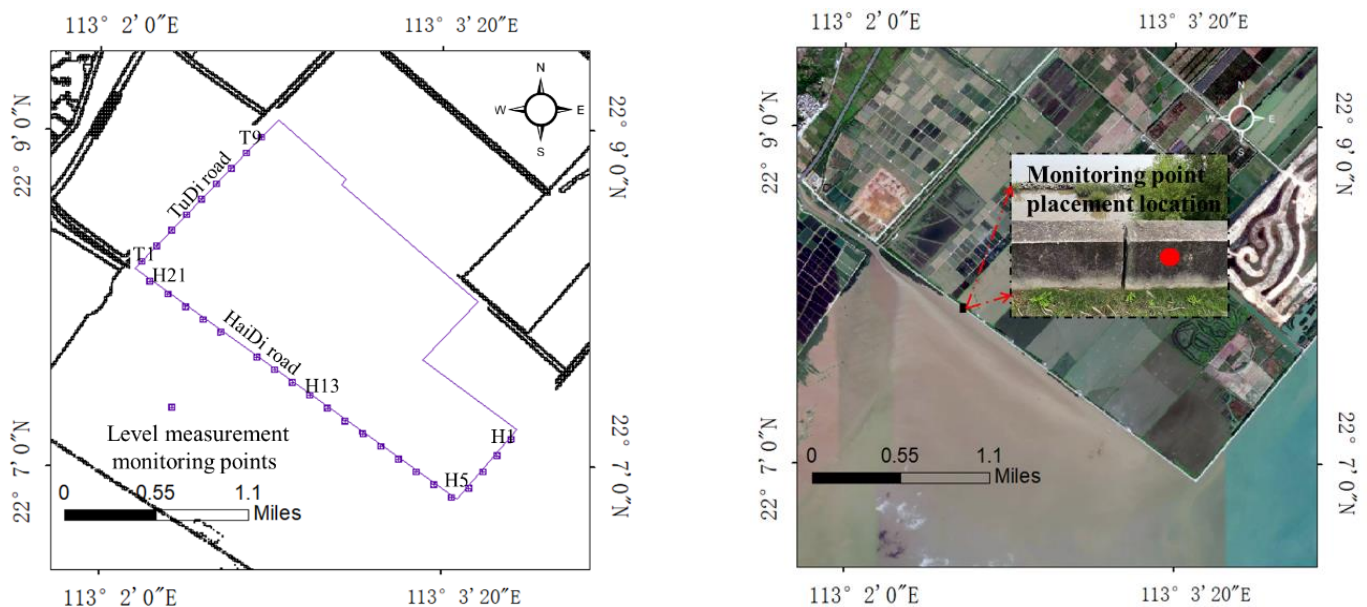 113° 2′ 0″E
113° 3′ 20″E
22° 9′ 0″N
22° 7′ 0″N
N
W
E
S
T9
TuDi road
T1
H21
HaiDi road
H13
H1
H5
Level measurement
monitoring points
0
0.55
1.1
Miles
22° 9′ 0″N
22° 7′ 0″N
113° 2′ 0″E
113° 3′ 20″E
113° 2′ 0″E
113° 3′ 20″E
22° 9′ 0″N
22° 7′ 0″N
N
W
E
S
Monitoring point
placement location
0
0.55
1.1
Miles
22° 9′ 0″N
22° 7′ 0″N
113° 2′ 0″E
113° 3′ 20″E